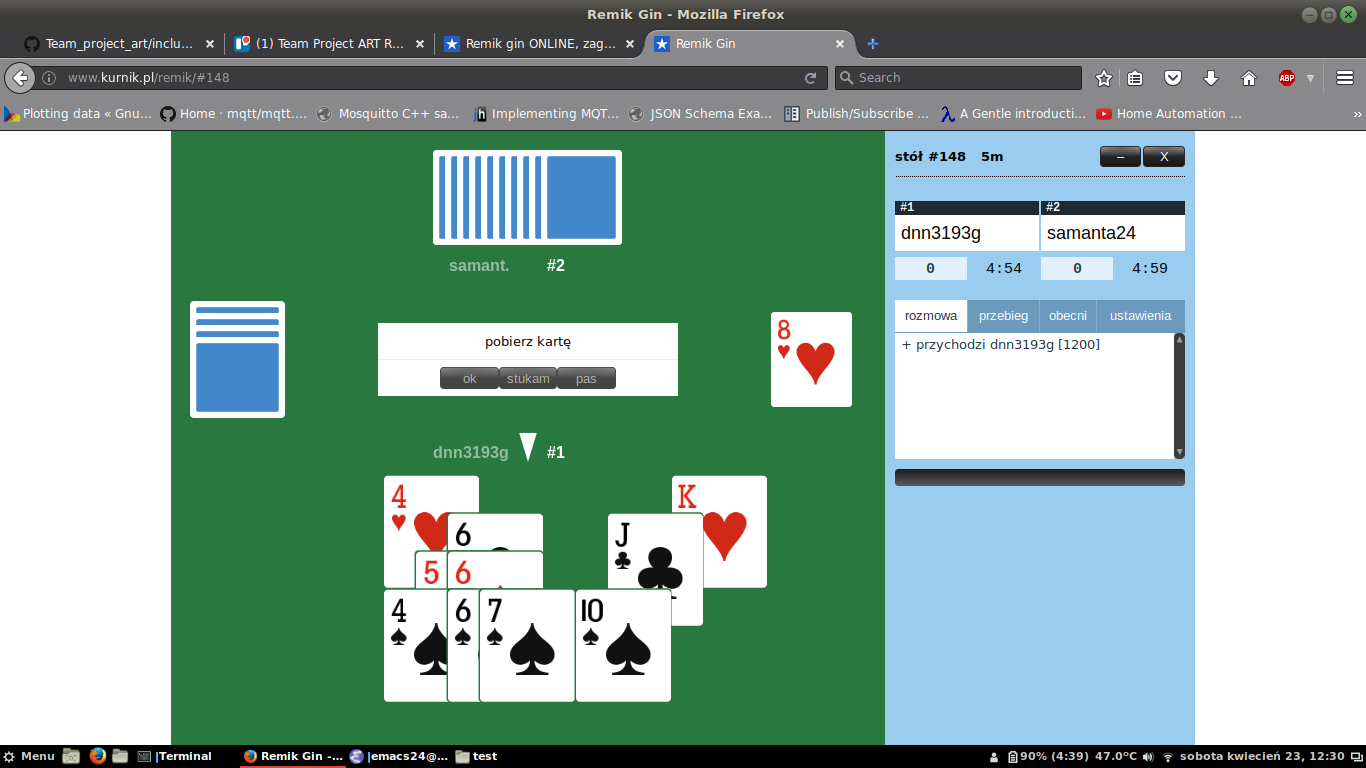 Remik Gin - Mozilla Firefox
Team_project_art/inclu...
(1) Team Project ART R...
Remik gin ONLINE, zag...
Remik Gin
www.kurnik.pl/remik/#148
Search
ABP
Plotting data « Gnu...
Home · mqtt/mqtt....
Mosquitto C++ sa...
Implementing MQT...
JSON Schema Exa...
Publish/Subscribe ...
A Gentle introducti...
Home Automation ...
samant. #2
8
pobierz kartę
ok stukam pas
dnn3193g #1
4
K
6
J
5
6
4
6
7
10
stół #148 5m
– X
#1 #2
dnn3193g samanta24
0 4:54 0 4:59
rozmowa przebieg obecni ustawienia
+ przychodzi dnn3193g [1200]
Menu
|Terminal
Remik Gin -...
|emacs24@...
test
90% (4:39) 47.0°C sobota kwiecień 23, 12:30